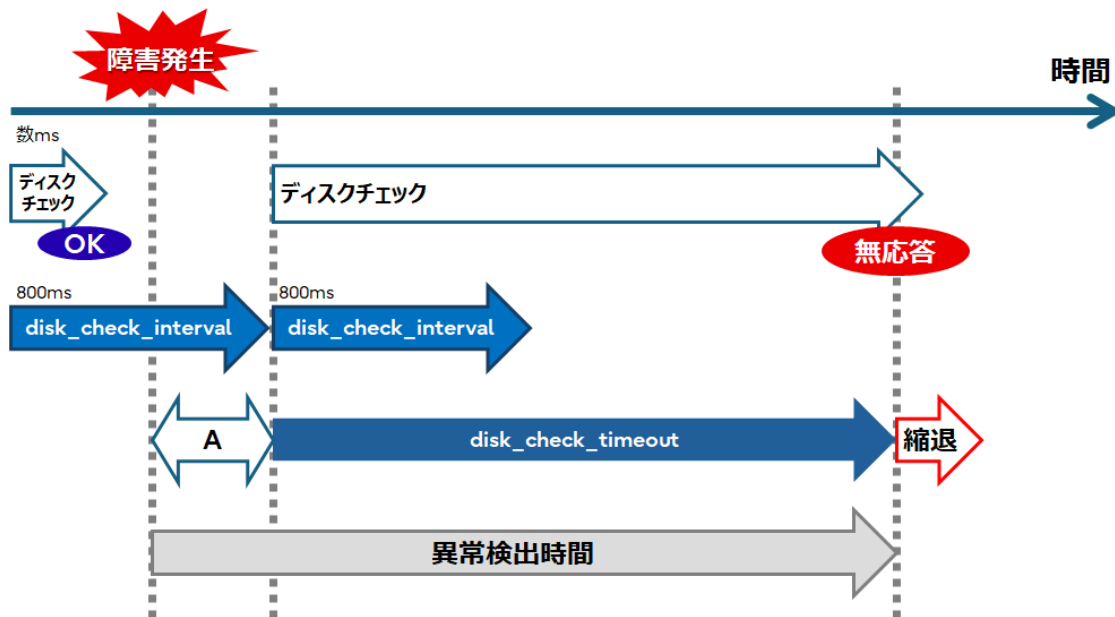 障害発生
時間
数ms
ディスク
チェック
OK
ディスクチェック
無応答
800ms
disk_check_interval
800ms
disk_check_interval
A
disk_check_timeout
縮退
異常検出時間